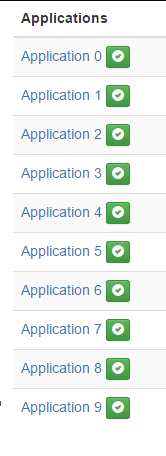 Applications
Application 0
Application 1
Application 2
Application 3
Application 4
Application 5
Application 6
Application 7
Application 8
Application 9